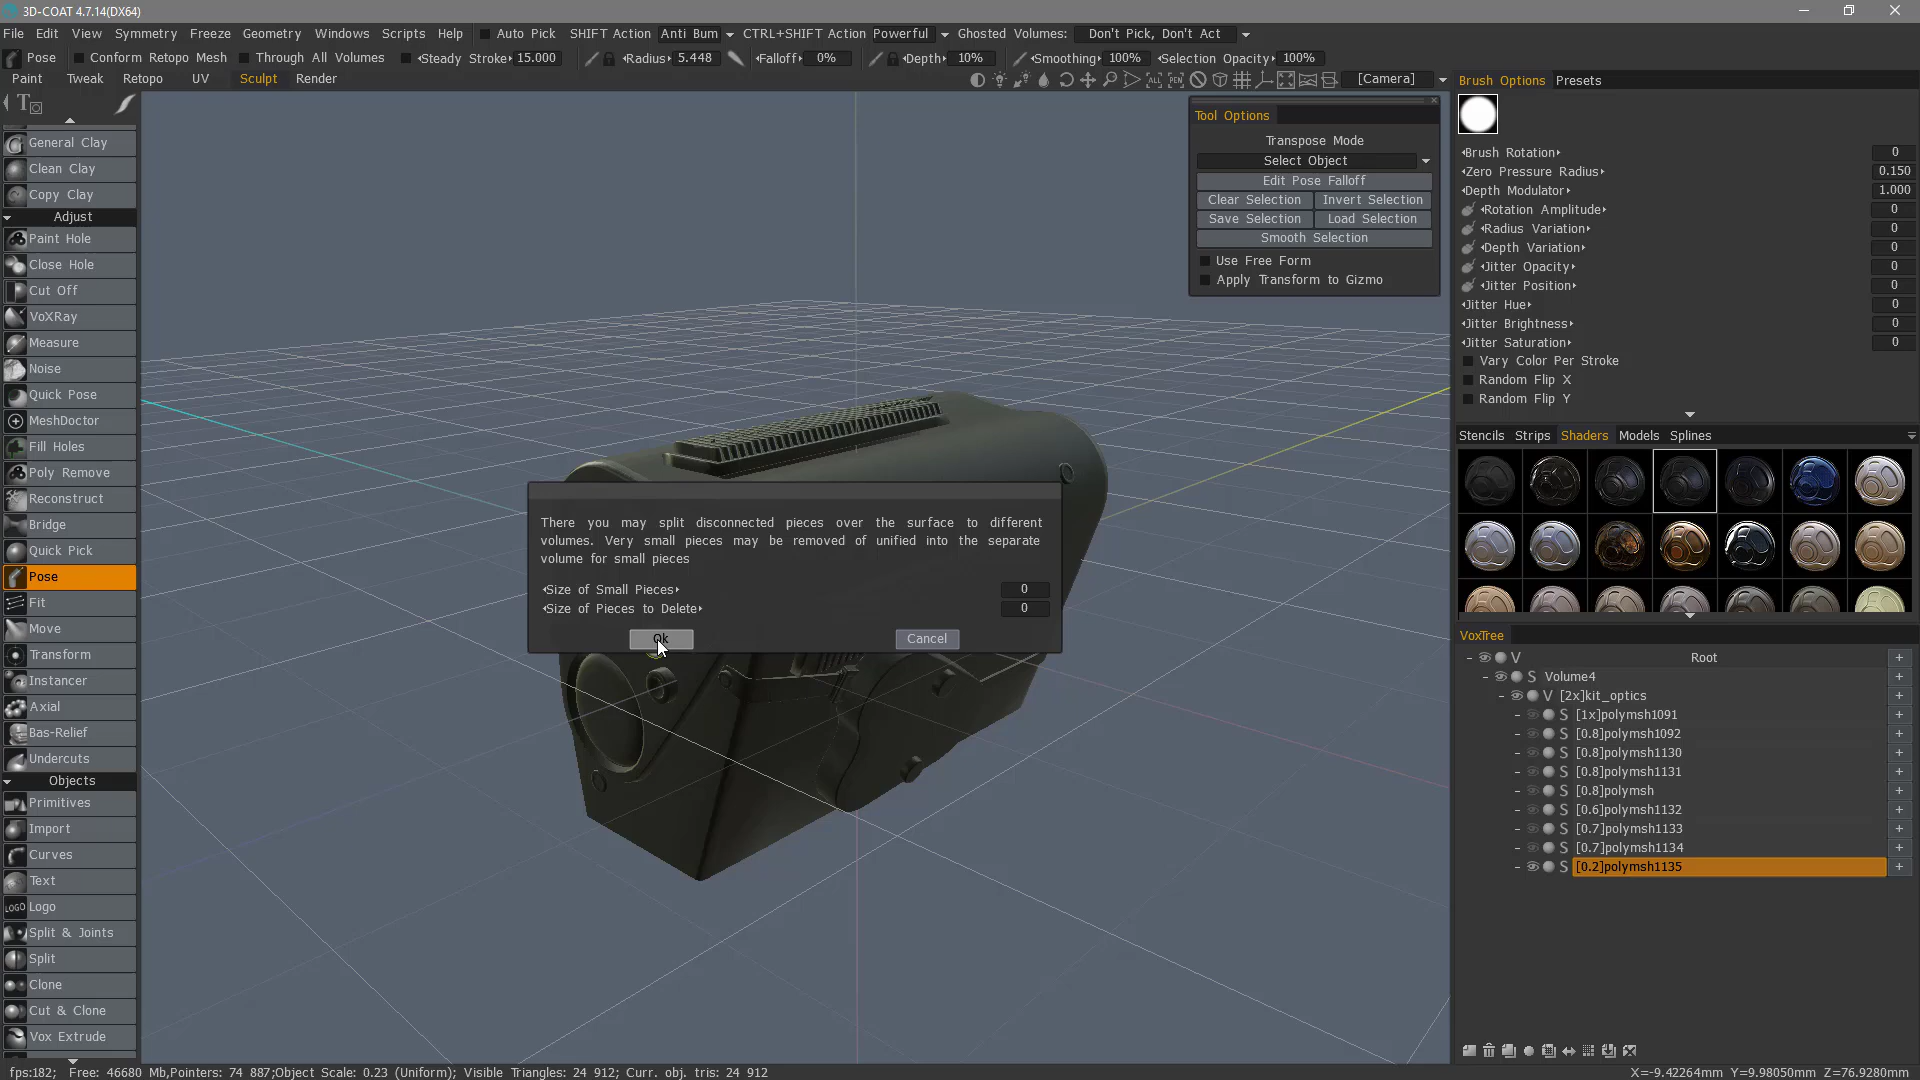 3D-COAT 4.7.14(DX64)
File Edit View Symmetry Freeze Geometry Windows Scripts Help Auto Pick SHIFT Action Anti Bum CTRL+SHIFT Action Powerful Ghosted Volumes: Don't Pick, Don't Act
Pose Conform Retopo Mesh Through All Volumes Steady Stroke 15.000 Radius 5.448 Falloff 0% Depth 10% Smoothing 100% Selection Opacity 100%
Paint Tweak Retopo UV Sculpt Render [Camera]
General Clay
Clean Clay
Copy Clay
Adjust
Paint Hole
Close Hole
Cut Off
VoXRay
Measure
Noise
Quick Pose
MeshDoctor
Fill Holes
Poly Remove
Reconstruct
Bridge
Quick Pick
Pose
Fit
Move
Transform
Instancer
Axial
Bas-Relief
Undercuts
Objects
Primitives
Import
Curves
Text
LOGO Logo
Split & Joints
Split
Clone
Cut & Clone
Vox Extrude
Tool Options
Transpose Mode
Select Object
Edit Pose Falloff
Clear Selection Invert Selection
Save Selection Load Selection
Smooth Selection
Use Free Form
Apply Transform to Gizmo
There you may split disconnected pieces over the surface to different
volumes. Very small pieces may be removed of unified into the separate
volume for small pieces
Size of Small Pieces 0
Size of Pieces to Delete 0
Ok Cancel
Brush Options Presets
Brush Rotation 0
Zero Pressure Radius 0.150
Depth Modulator 1.000
Rotation Amplitude 0
Radius Variation 0
Depth Variation 0
Jitter Opacity 0
Jitter Position 0
Jitter Hue 0
Jitter Brightness 0
Jitter Saturation 0
Vary Color Per Stroke
Random Flip X
Random Flip Y
Stencils Strips Shaders Models Splines
VoxTree
V Root +
S Volume4 +
V [2x]kit_optics +
S [1x]polymsh1091 +
S [0.8]polymsh1092 +
S [0.8]polymsh1130 +
S [0.8]polymsh1131 +
S [0.8]polymsh +
S [0.6]polymsh1132 +
S [0.7]polymsh1133 +
S [0.7]polymsh1134 +
S [0.2]polymsh1135 +
fps:182; Free: 46680 Mb,Pointers: 74 887;Object Scale: 0.23 (Uniform); Visible Triangles: 24 912; Curr. obj. tris: 24 912 X=-9.42264mm Y=9.98050mm Z=76.9280mm